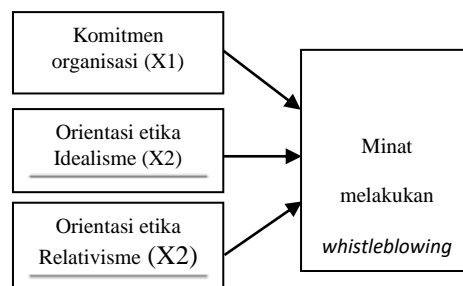 Komitmen
organisasi (X1)
Orientasi etika
Idealisme (X2)
Orientasi etika
Relativisme (X2)
Minat
melakukan
whistleblowing